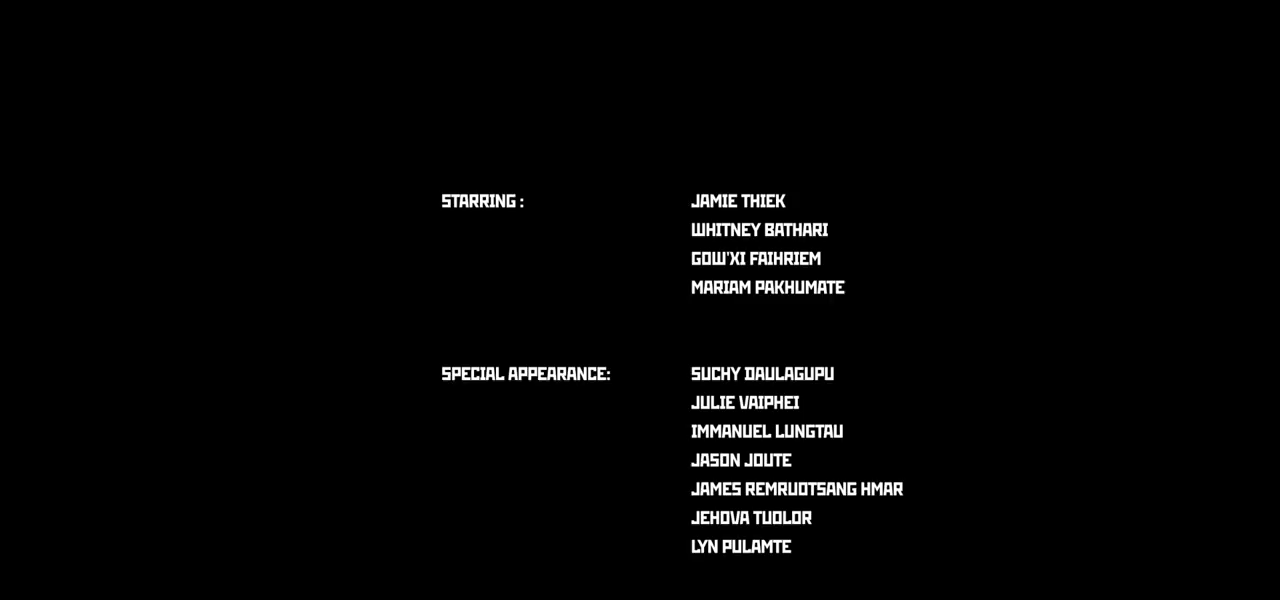 STARRING : JAMIE THIEK
WHITNEY BATHARI
GOW'XI FAIHRIEM
MARIAM PAKHUMATE
SPECIAL APPEARANCE: SUCHY DAULAGUPU
JULIE VAIPHEI
IMMANUEL LUNGTAU
JASON JOUTE
JAMES REMRUOTSANG HMAR
JEHOVA TUOLOR
LYN PULAMTE